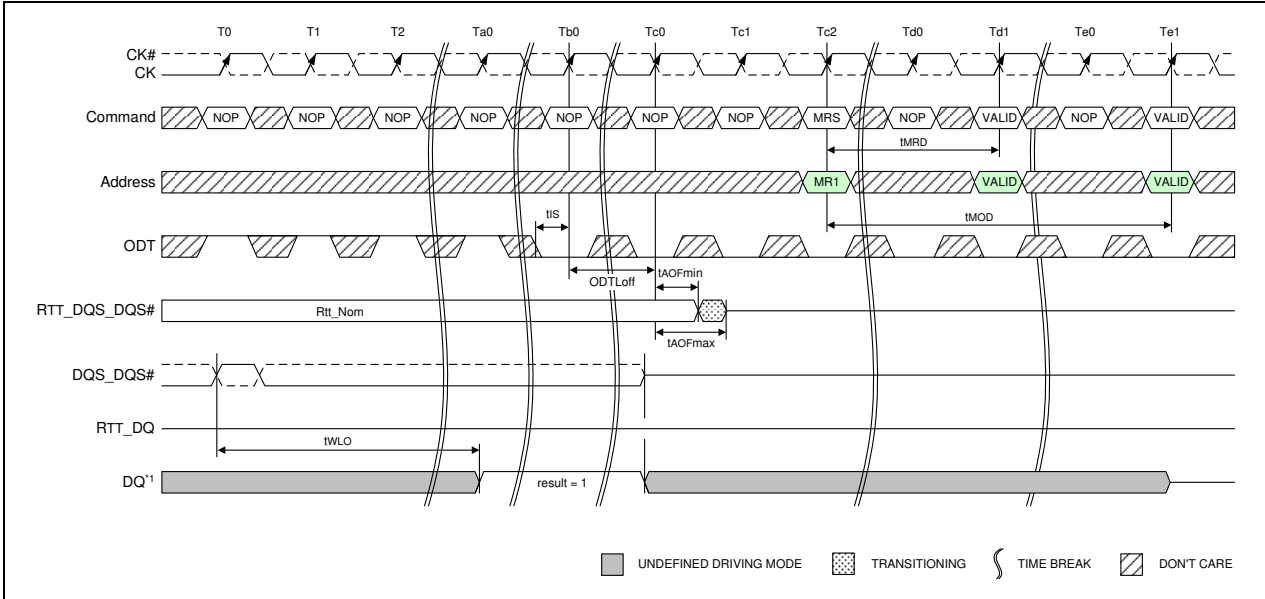 T0 T1 T2 Ta0 Tb0 Tc0 Tc1 Tc2 Td0 Td1 Te0 Te1
CK#
CK
Command NOP NOP NOP NOP NOP NOP NOP MRS NOP VALID NOP VALID
tMRD
Address MR1 VALID VALID
tIS
tMOD
ODT
tAOFmin
ODTLoff
RTT_DQS_DQS# Rtt_Nom
tAOFmax
DQS_DQS#
RTT_DQ
tWLO
DQ*1 result = 1
UNDEFINED DRIVING MODE TRANSITIONING TIME BREAK DON'T CARE